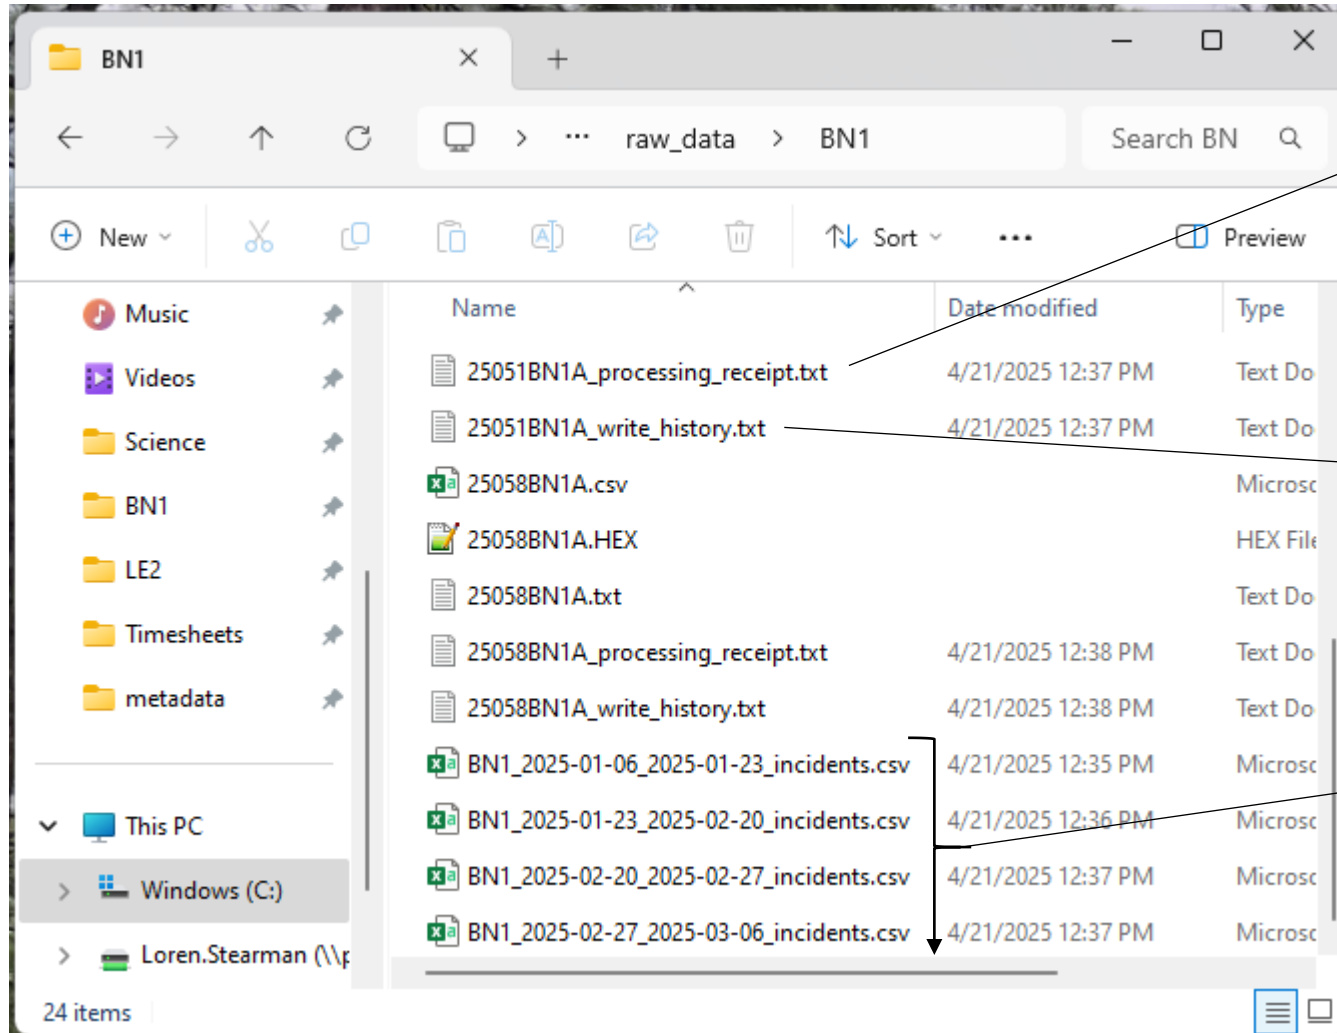 BN1
raw_data > BN1
Search BN
New
Sort
Preview
Music
Videos
Science
BN1
LE2
Timesheets
metadata
This PC
Windows (C:)
Loren.Stearman (\\p
Name Date modified Type
25051BN1A_processing_receipt.txt 4/21/2025 12:37 PM Text Do
25051BN1A_write_history.txt 4/21/2025 12:37 PM Text Do
25058BN1A.csv Microsc
25058BN1A.HEX HEX File
25058BN1A.txt Text Do
25058BN1A_processing_receipt.txt 4/21/2025 12:38 PM Text Do
25058BN1A_write_history.txt 4/21/2025 12:38 PM Text Do
BN1_2025-01-06_2025-01-23_incidents.csv 4/21/2025 12:35 PM Microsc
BN1_2025-01-23_2025-02-20_incidents.csv 4/21/2025 12:36 PM Microsc
BN1_2025-02-20_2025-02-27_incidents.csv 4/21/2025 12:37 PM Microsc
BN1_2025-02-27_2025-03-06_incidents.csv 4/21/2025 12:37 PM Microsc
24 items